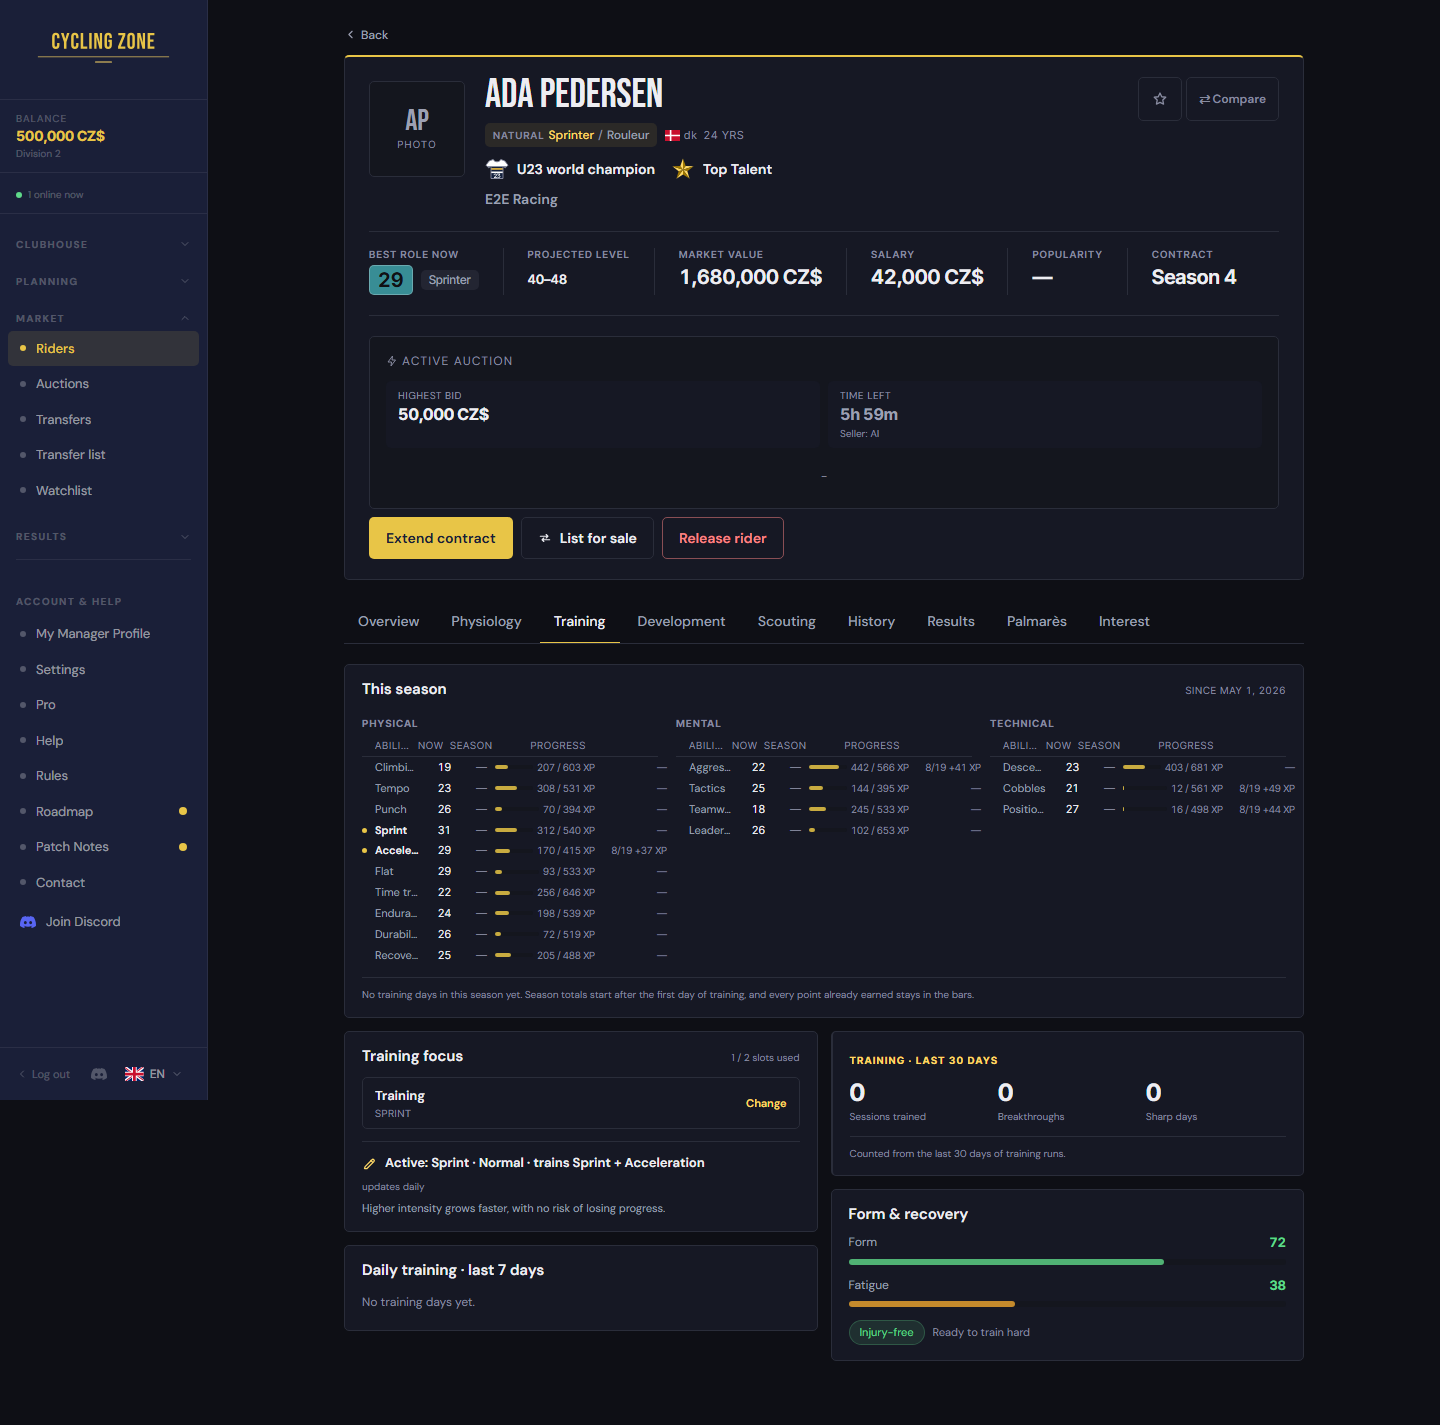 CYCLING ZONE
BALANCE
500,000 CZ$
Division 2
1 online now
CLUBHOUSE
PLANNING
MARKET
Riders
Auctions
Transfers
Transfer list
Watchlist
RESULTS
ACCOUNT & HELP
My Manager Profile
Settings
Pro
Help
Rules
Roadmap
Patch Notes
Contact
Join Discord
Log out
EN
Back
AP
PHOTO
ADA PEDERSEN
NATURAL Sprinter / Rouleur dk 24 YRS
23 U23 world champion Top Talent
E2E Racing
Compare
BEST ROLE NOW PROJECTED LEVEL MARKET VALUE SALARY POPULARITY CONTRACT
29 Sprinter 40–48 1,680,000 CZ$ 42,000 CZ$ — Season 4
ACTIVE AUCTION
HIGHEST BID
50,000 CZ$
TIME LEFT
5h 59m
Seller: AI
–
Extend contract List for sale Release rider
Overview Physiology Training Development Scouting History Results Palmarès Interest
This season SINCE MAY 1, 2026
PHYSICAL
ABILI... NOW SEASON PROGRESS
Climbi... 19 — 207 / 603 XP —
Tempo 23 — 308 / 531 XP —
Punch 26 — 70 / 394 XP —
Sprint 31 — 312 / 540 XP —
Accele... 29 — 170 / 415 XP 8/19 +37 XP
Flat 29 — 93 / 533 XP —
Time tr... 22 — 256 / 646 XP —
Endura... 24 — 198 / 539 XP —
Durabil... 26 — 72 / 519 XP —
Recove... 25 — 205 / 488 XP —
MENTAL
ABILI... NOW SEASON PROGRESS
Aggres... 22 — 442 / 566 XP 8/19 +41 XP
Tactics 25 — 144 / 395 XP —
Teamw... 18 — 245 / 533 XP —
Leader... 26 — 102 / 653 XP —
TECHNICAL
ABILI... NOW SEASON PROGRESS
Desce... 23 — 403 / 681 XP —
Cobbles 21 — 12 / 561 XP 8/19 +49 XP
Positio... 27 — 16 / 498 XP 8/19 +44 XP
No training days in this season yet. Season totals start after the first day of training, and every point already earned stays in the bars.
Training focus 1 / 2 slots used
Training
SPRINT
Change
Active: Sprint · Normal · trains Sprint + Acceleration
updates daily
Higher intensity grows faster, with no risk of losing progress.
Daily training · last 7 days
No training days yet.
TRAINING · LAST 30 DAYS
0 0 0
Sessions trained Breakthroughs Sharp days
Counted from the last 30 days of training runs.
Form & recovery
Form 72
Fatigue 38
Injury-free Ready to train hard